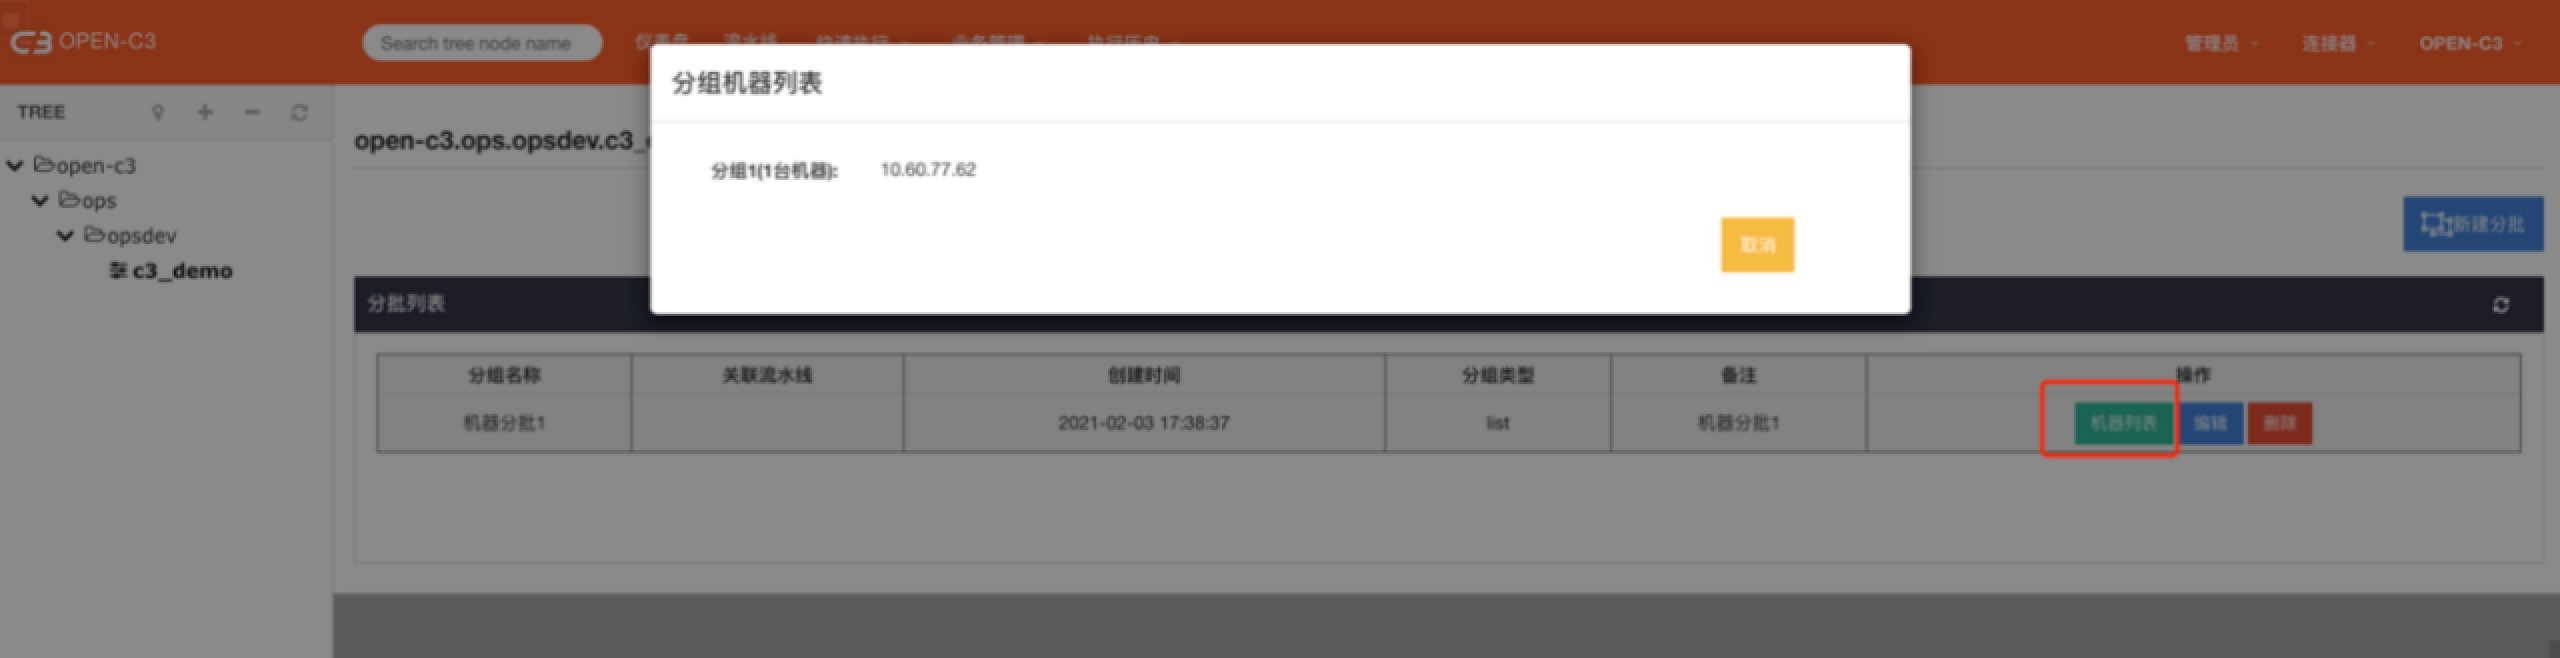 OPEN-C3
Search tree node name
管理员
连接器
OPEN-C3
分组机器列表
TREE
open-c3.ops.opsdev.c3_
分组1(1台机器):
10.60.77.62
open-c3
ops
opsdev
c3_demo
新建分批
取消
分批列表
分组名称
关联流水线
创建时间
分组类型
备注
操作
机器分批1
2021-02-03 17:38:37
list
机器分批1
机器列表
编辑
删除